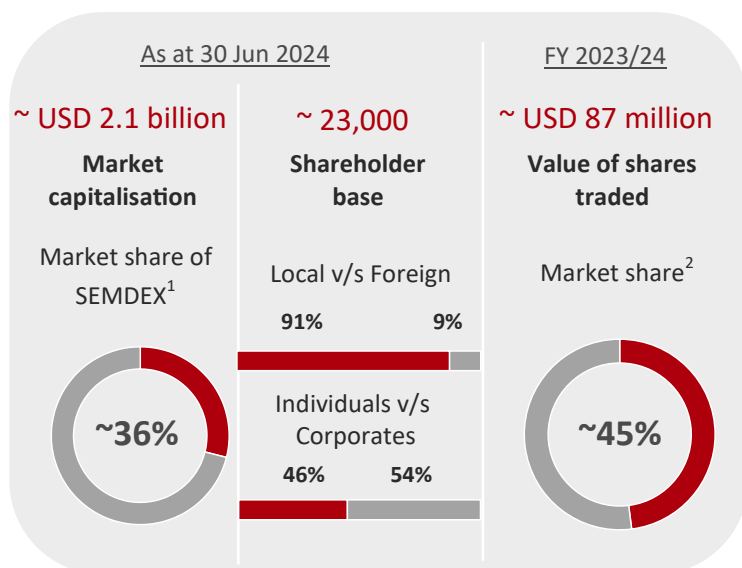 As at 30 Jun 2024
FY 2023/24
~ USD 2.1 billion
Market
capitalisation
Market share of
SEMDEX1
~36%
~ 23,000
Shareholder
base
Local v/s Foreign
91% 9%
Individuals v/s
Corporates
46% 54%
~ USD 87 million
Value of shares
traded
Market share2
~45%